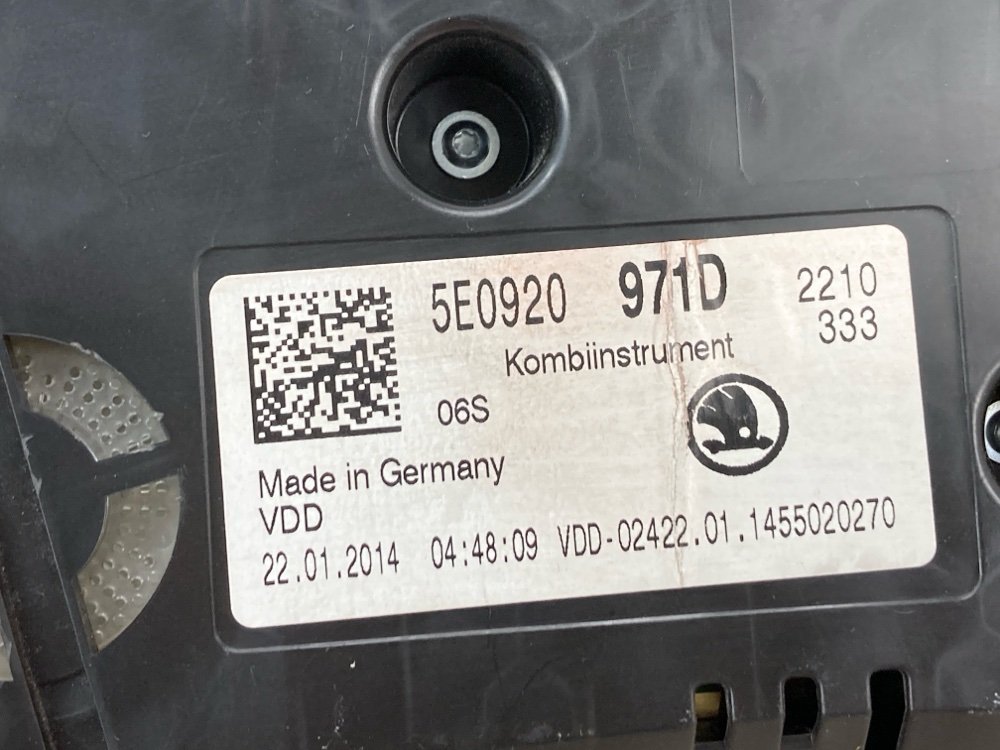 5E0920 971D 2210
333
Kombiinstrument
06S
Made in Germany
VDD
22.01.2014 04:48:09 VDD-02422.01.1455020270